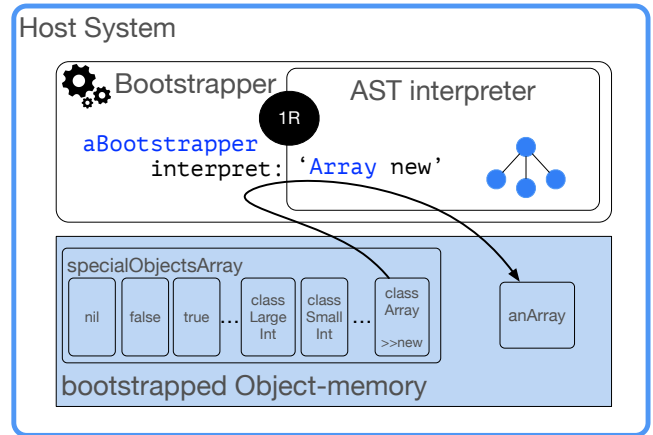 Host System
Bootstrapper
AST interpreter
1R
aBootstrapper
interpret: ‘Array new’
specialObjectsArray
nil
false
true
...
class
Large
Int
class
Small
Int
...
class
Array
>>new
anArray
bootstrapped Object-memory